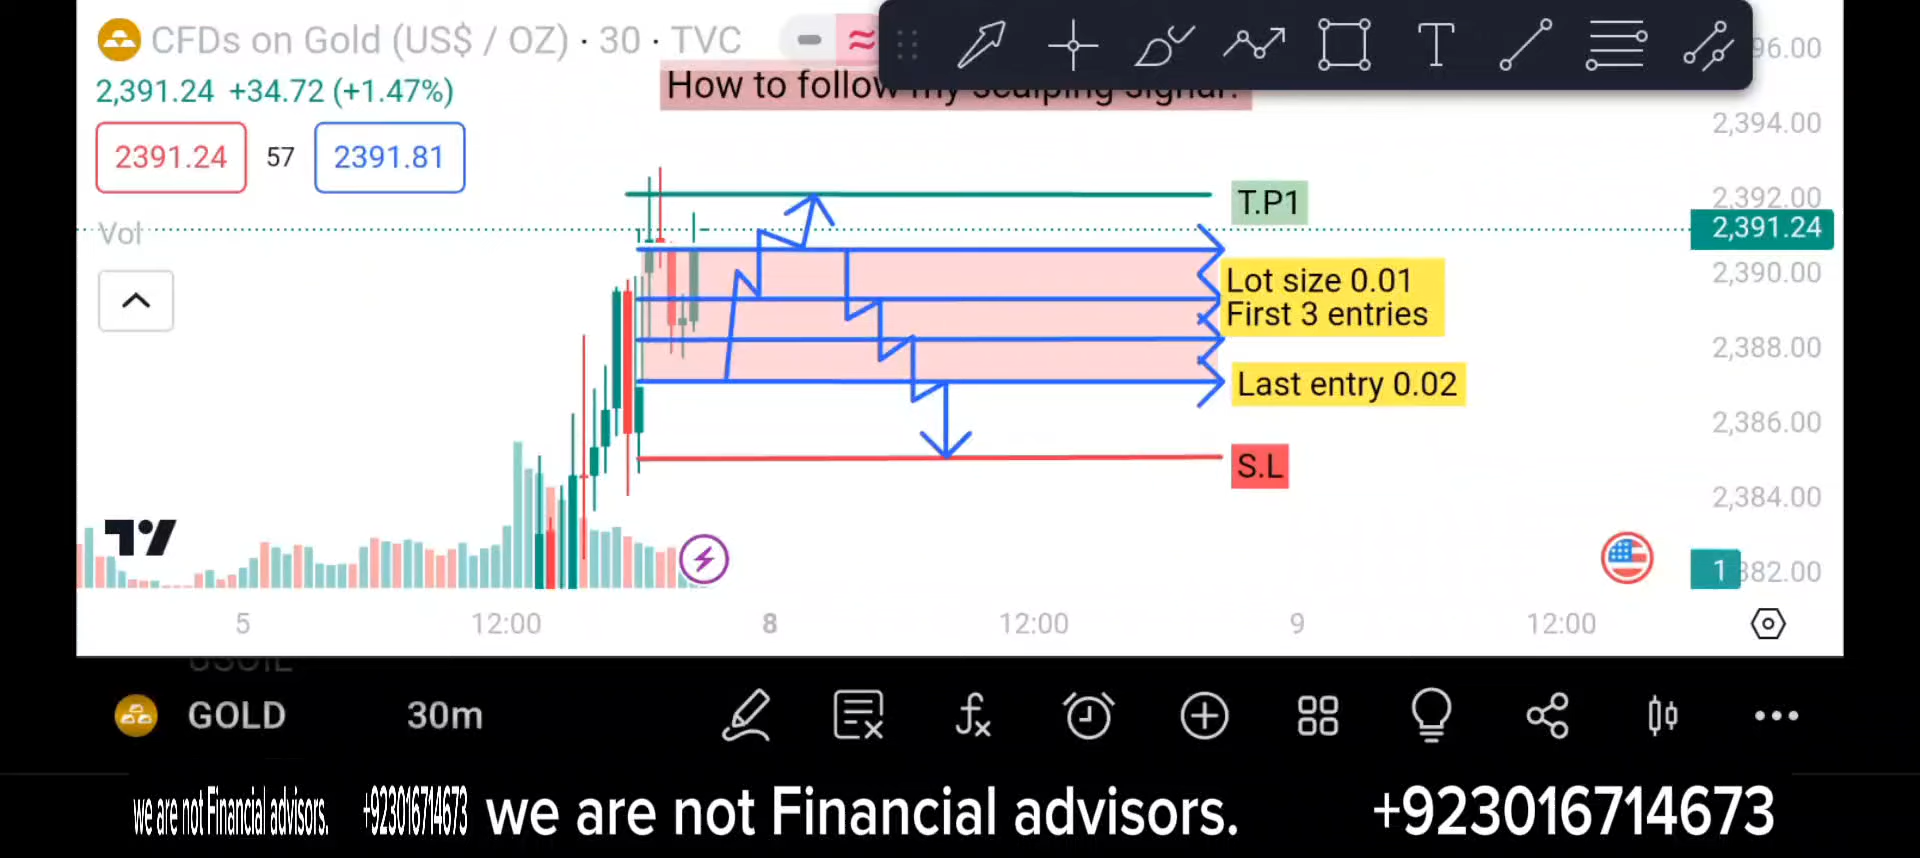 CFDs on Gold (US$ / OZ) · 30 · TVC
2,391.24 +34.72 (+1.47%)
2391.24 57 2391.81
Vol
How to follow my scalping signal.
T.P1
Lot size 0.01
First 3 entries
Last entry 0.02
S.L
96.00
2,394.00
2,392.00
2,391.24
2,390.00
2,388.00
2,386.00
2,384.00
1 382.00
5 12:00 8 12:00 9 12:00
USOIL
GOLD 30m
we are not Financial advisors. +923016714673 we are not Financial advisors. +923016714673